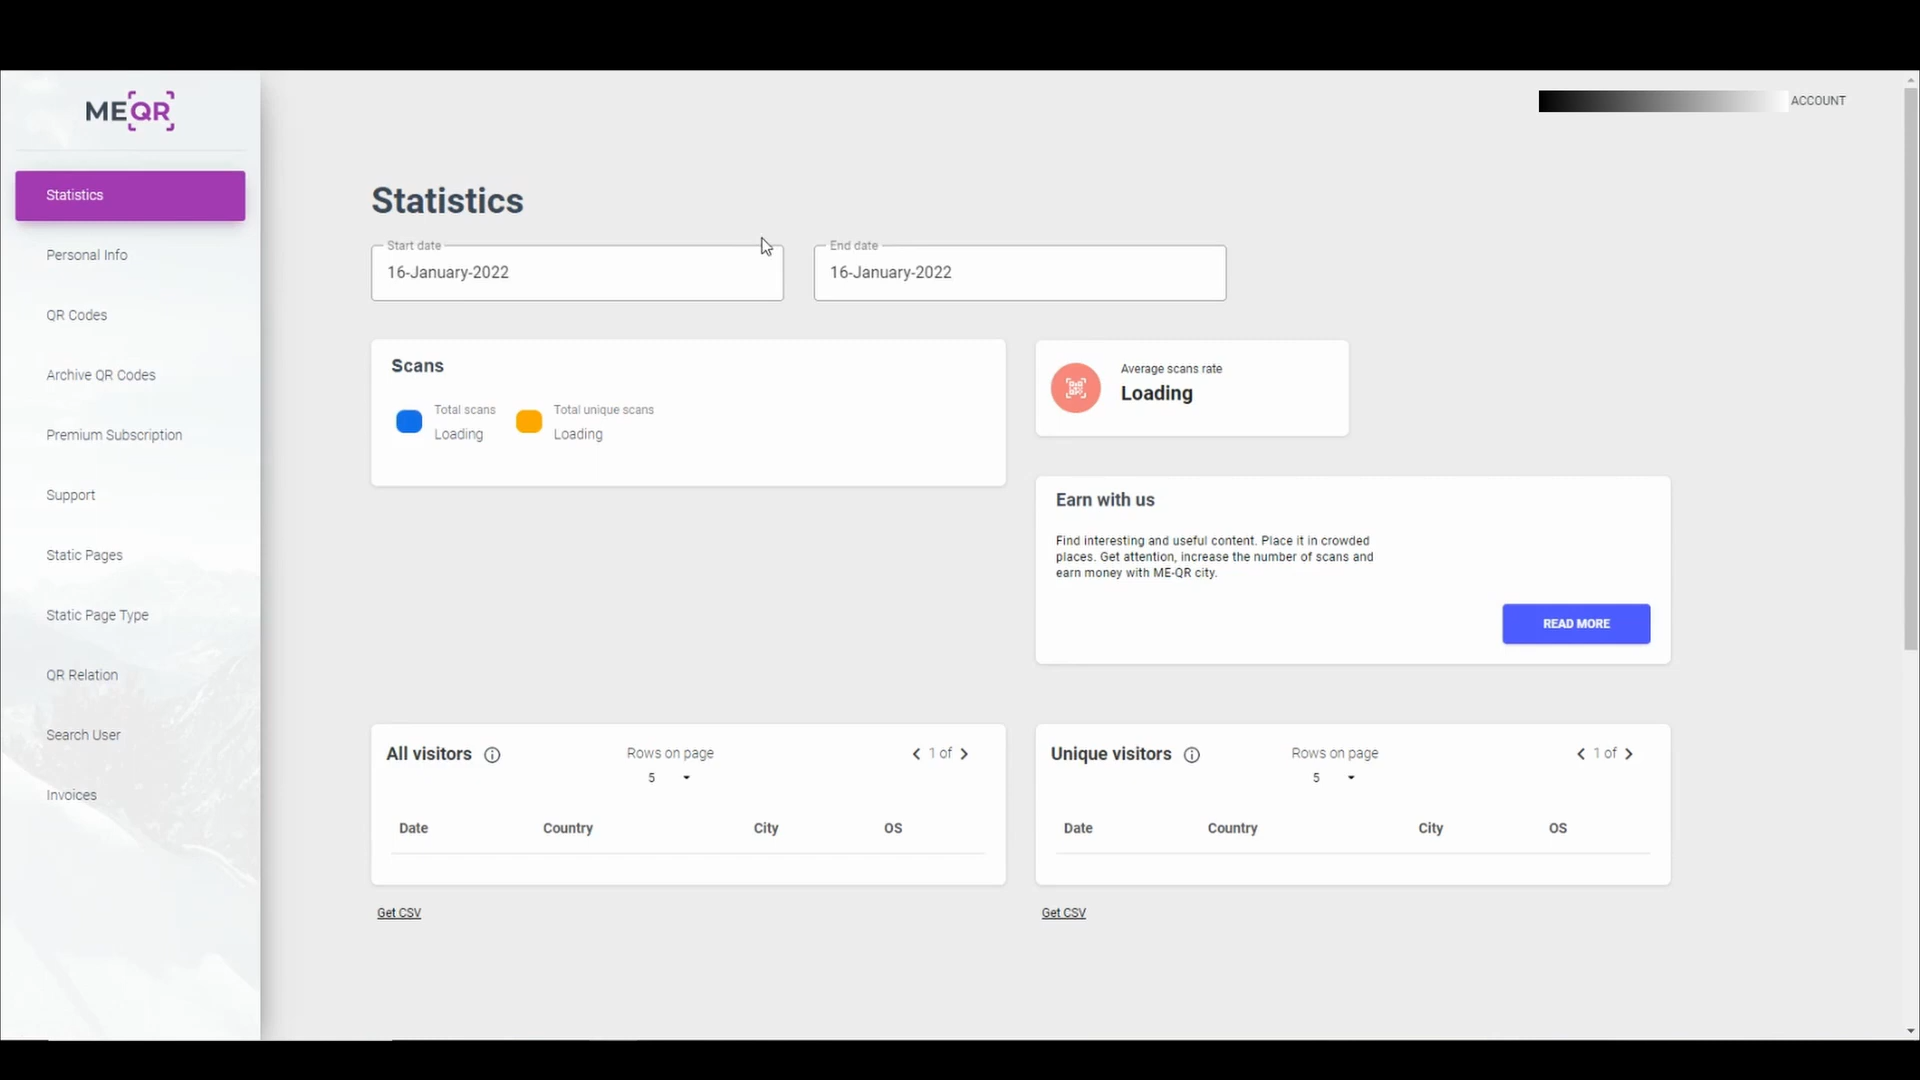 MEQR
ACCOUNT
Statistics
Personal Info
QR Codes
Archive QR Codes
Premium Subscription
Support
Static Pages
Static Page Type
QR Relation
Search User
Invoices
Statistics
Start date
16-January-2022
End date
16-January-2022
Scans
Total scans
Loading
Total unique scans
Loading
Average scans rate
Loading
Earn with us
Find interesting and useful content. Place it in crowded
places. Get attention, increase the number of scans and
earn money with ME-QR city.
READ MORE
All visitors
Rows on page
5
1 of
Date Country City OS
Get CSV
Unique visitors
Rows on page
5
1 of
Date Country City OS
Get CSV